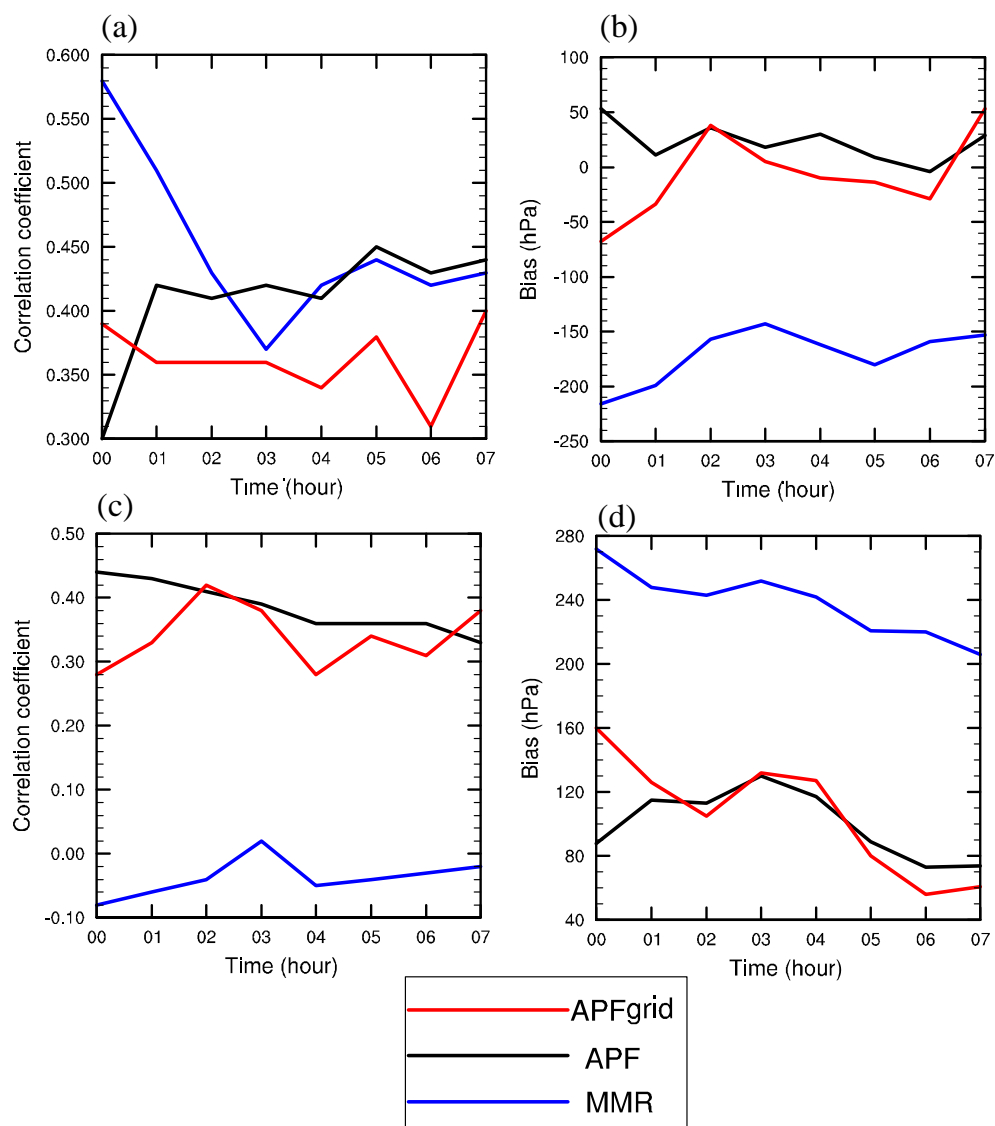 (a)
(b)
0.600
0.550
0.500
0.450
0.400
0.350
0.300
Correlation coefficient
00 01 02 03 04 05 06 07
Time (hour)
100
50
0
-50
-100
-150
-200
-250
Bias (hPa)
00 01 02 03 04 05 06 07
Time (hour)
(c)
(d)
0.50
0.40
0.30
0.20
0.10
0.00
-0.10
Correlation coefficient
00 01 02 03 04 05 06 07
Time (hour)
280
240
200
160
120
80
40
Bias (hPa)
00 01 02 03 04 05 06 07
Time (hour)
APFgrid
APF
MMR